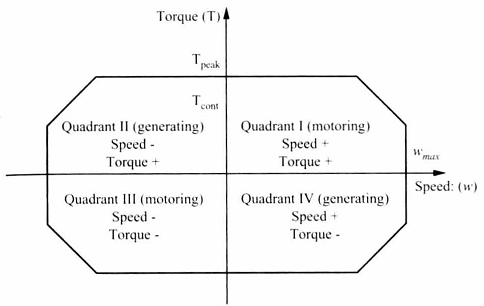 Torque (T)
T_peak
T_cont
Quadrant II (generating)
Speed -
Torque +
Quadrant I (motoring)
Speed +
Torque +
w_max
Speed: (w)
Quadrant III (motoring)
Speed -
Torque -
Quadrant IV (generating)
Speed +
Torque -